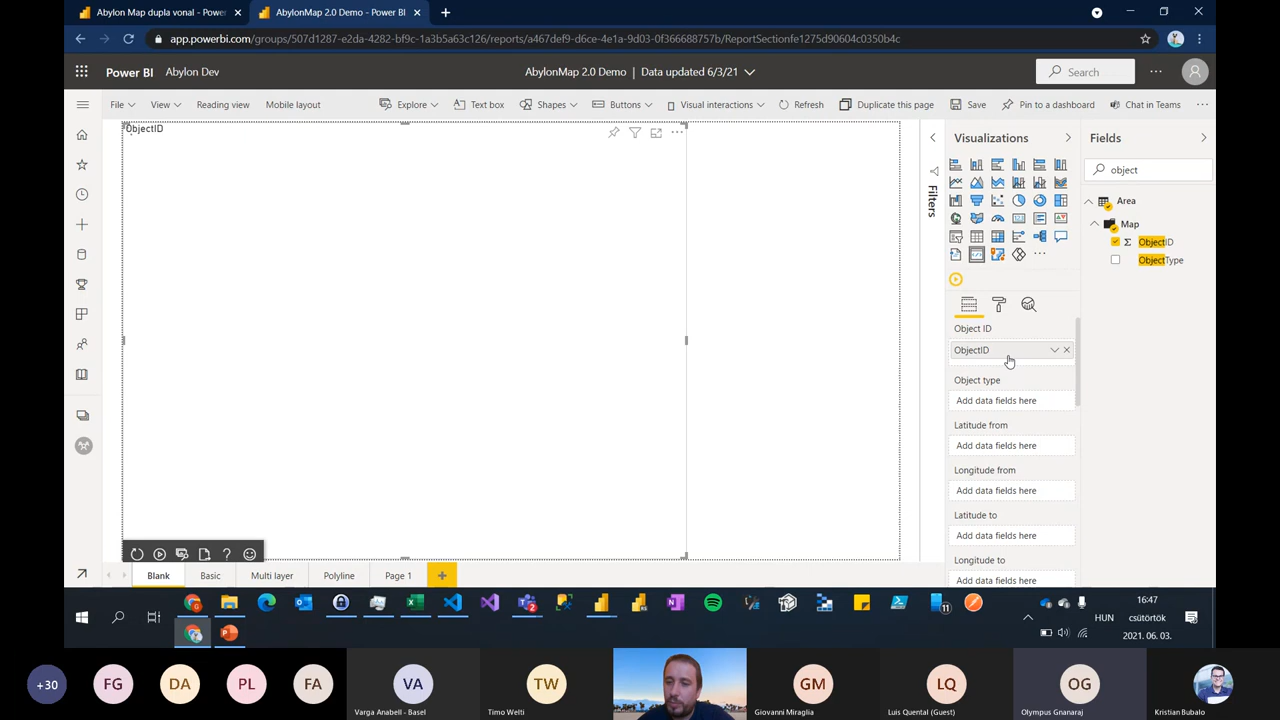 Abylon Map dupla vonal - Power
AbylonMap 2.0 Demo - Power BI
app.powerbi.com/groups/507d1287-e2da-4282-bf9c-1a3b5a63c126/reports/a467def9-d6ce-4e1a-9d03-0f366688757b/ReportSectionfe1275d90604c0350b4c
Power BI
Abylon Dev
AbylonMap 2.0 Demo | Data updated 6/3/21
Search
File
View
Reading view
Mobile layout
Explore
Text box
Shapes
Buttons
Visual interactions
Refresh
Duplicate this page
Save
Pin to a dashboard
Chat in Teams
ObjectID
Filters
Visualizations
Fields
object
Area
Map
ObjectID
ObjectType
Object ID
ObjectID
Object type
Add data fields here
Latitude from
Add data fields here
Longitude from
Add data fields here
Latitude to
Add data fields here
Longitude to
Add data fields here
Blank
Basic
Multi layer
Polyline
Page 1
2
11
HUN
16:47
csütörtök
2021. 06. 03.
+30
FG
DA
PL
FA
VA
TW
GM
LQ
OG
Varga Anabell - Basel
Timo Welti
Giovanni Miraglia
Luis Quental (Guest)
Olympus Gnanaraj
Kristian Bubalo